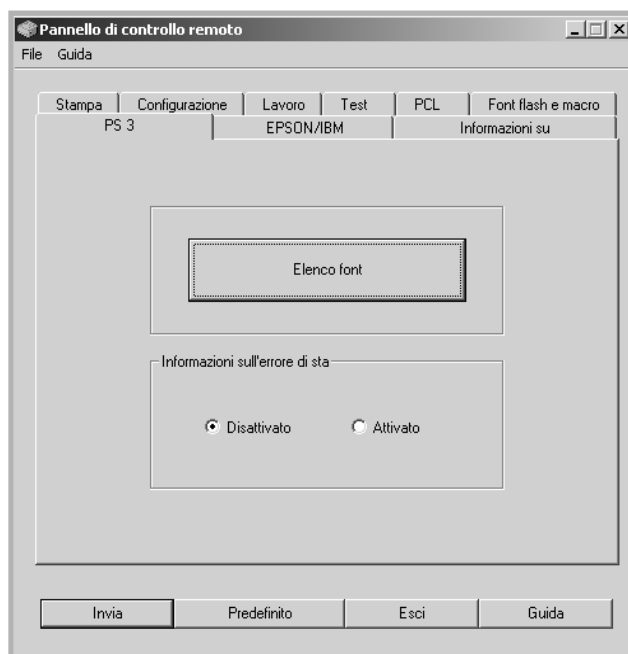 Pannello di controllo remoto
File Guida
Stampa Configurazione Lavoro Test PCL Font flash e macro
PS 3 EPSON/IBM Informazioni su
Elenco font
Informazioni sull'errore di sta
Disattivato Attivato
Invia Predefinito Esci Guida